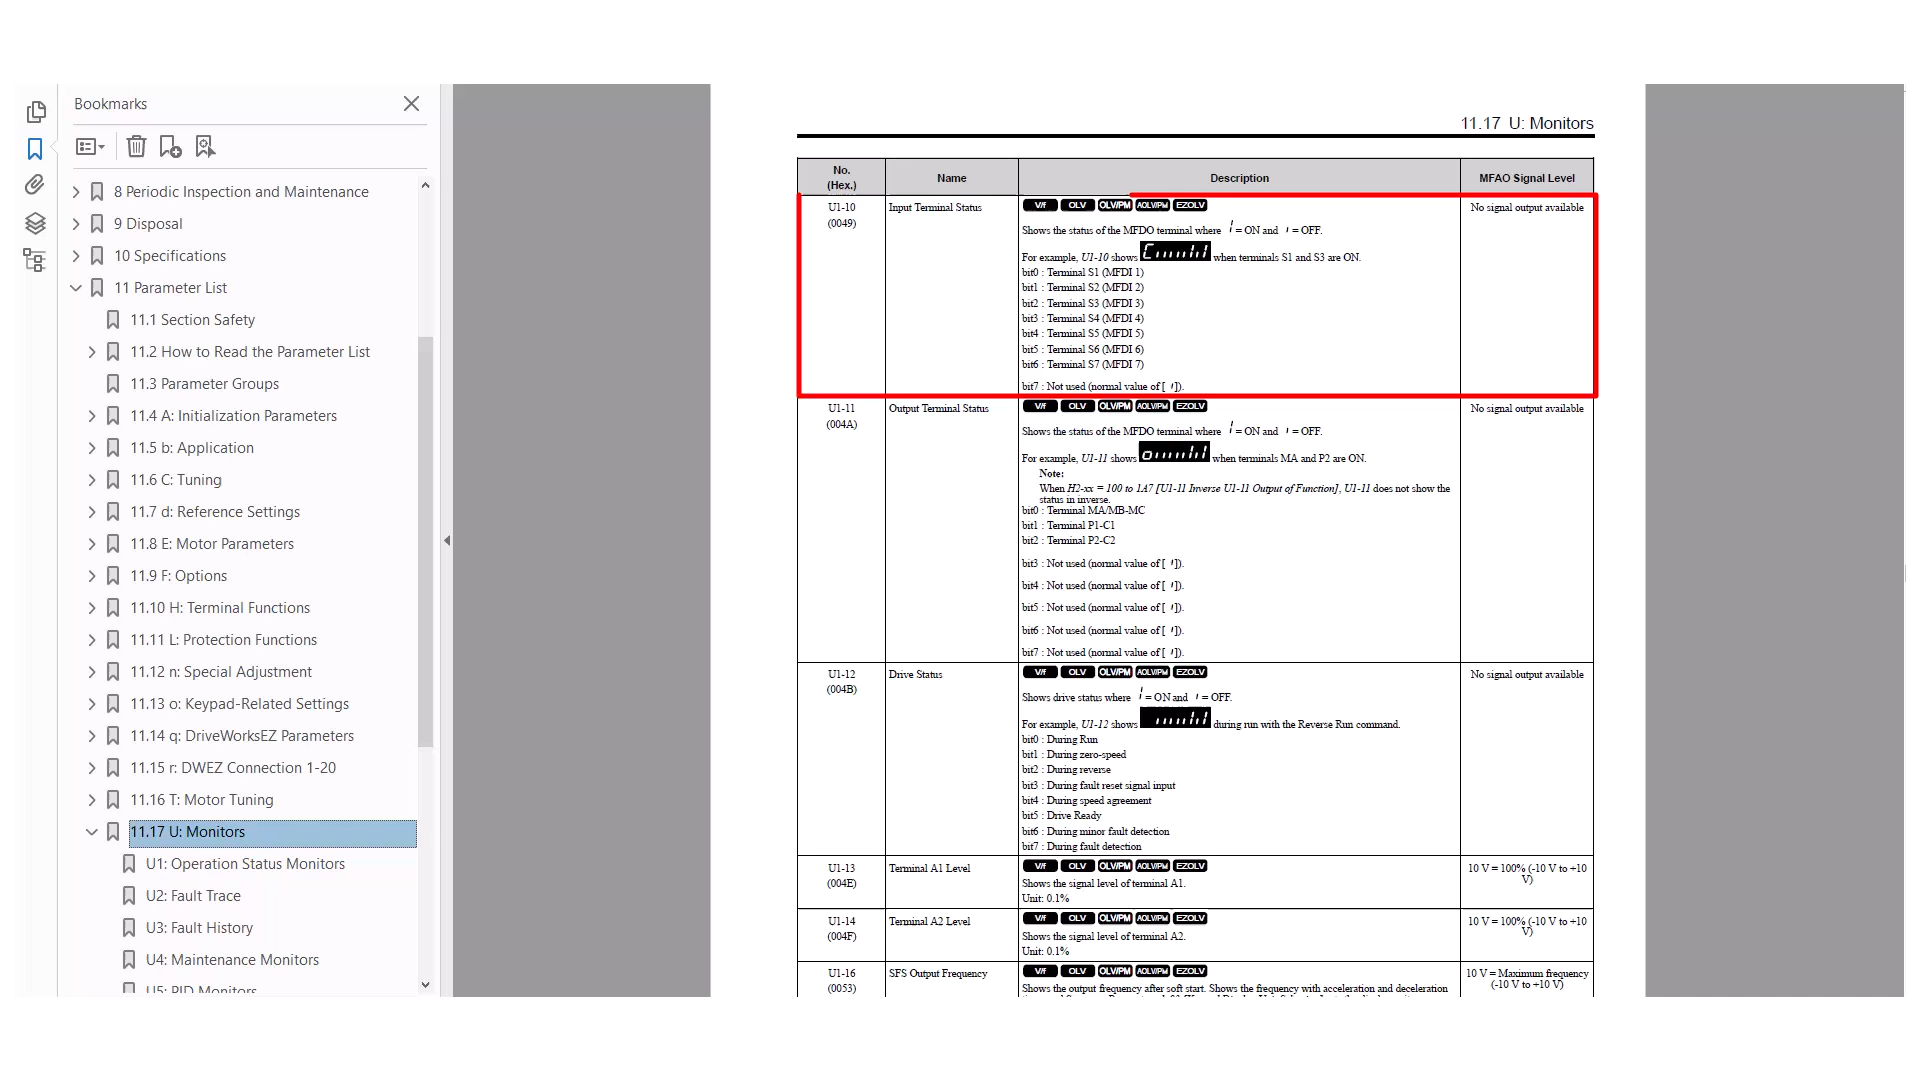 Bookmarks
8 Periodic Inspection and Maintenance
9 Disposal
10 Specifications
11 Parameter List
11.1 Section Safety
11.2 How to Read the Parameter List
11.3 Parameter Groups
11.4 A: Initialization Parameters
11.5 b: Application
11.6 C: Tuning
11.7 d: Reference Settings
11.8 E: Motor Parameters
11.9 F: Options
11.10 H: Terminal Functions
11.11 L: Protection Functions
11.12 n: Special Adjustment
11.13 o: Keypad-Related Settings
11.14 q: DriveWorksEZ Parameters
11.15 r: DWEZ Connection 1-20
11.16 T: Motor Tuning
11.17 U: Monitors
U1: Operation Status Monitors
U2: Fault Trace
U3: Fault History
U4: Maintenance Monitors
U5: PID Monitors
11.17 U: Monitors
No. (Hex.) Name Description MFAO Signal Level
U1-10 (0049)
Input Terminal Status
V/f OLV OLV/PM AOLV/PM EZOLV
Shows the status of the MFDO terminal where = ON and = OFF.
For example, U1-10 shows when terminals S1 and S3 are ON.
bit0 : Terminal S1 (MFDI 1)
bit1 : Terminal S2 (MFDI 2)
bit2 : Terminal S3 (MFDI 3)
bit3 : Terminal S4 (MFDI 4)
bit4 : Terminal S5 (MFDI 5)
bit5 : Terminal S6 (MFDI 6)
bit6 : Terminal S7 (MFDI 7)
bit7 : Not used (normal value of [ ]).
No signal output available
U1-11 (004A)
Output Terminal Status
V/f OLV OLV/PM AOLV/PM EZOLV
Shows the status of the MFDO terminal where = ON and = OFF.
For example, U1-11 shows when terminals MA and P2 are ON.
Note:
When H2-xx = 100 to 1A7 [U1-11 Inverse U1-11 Output of Function], U1-11 does not show the
status in inverse.
bit0 : Terminal MA/MB-MC
bit1 : Terminal P1-C1
bit2 : Terminal P2-C2
bit3 : Not used (normal value of [ ]).
bit4 : Not used (normal value of [ ]).
bit5 : Not used (normal value of [ ]).
bit6 : Not used (normal value of [ ]).
bit7 : Not used (normal value of [ ]).
No signal output available
U1-12 (004B)
Drive Status
V/f OLV OLV/PM AOLV/PM EZOLV
Shows drive status where = ON and = OFF.
For example, U1-12 shows during run with the Reverse Run command.
bit0 : During Run
bit1 : During zero-speed
bit2 : During reverse
bit3 : During fault reset signal input
bit4 : During speed agreement
bit5 : Drive Ready
bit6 : During minor fault detection
bit7 : During fault detection
No signal output available
U1-13 (004E)
Terminal A1 Level
V/f OLV OLV/PM AOLV/PM EZOLV
Shows the signal level of terminal A1.
Unit: 0.1%
10 V = 100% (-10 V to +10
V)
U1-14 (004F)
Terminal A2 Level
V/f OLV OLV/PM AOLV/PM EZOLV
Shows the signal level of terminal A2.
Unit: 0.1%
10 V = 100% (-10 V to +10
V)
U1-16 (0053)
SFS Output Frequency
V/f OLV OLV/PM AOLV/PM EZOLV
Shows the output frequency after soft start. Shows the frequency with acceleration and deceleration
10 V = Maximum frequency
(-10 V to +10 V)